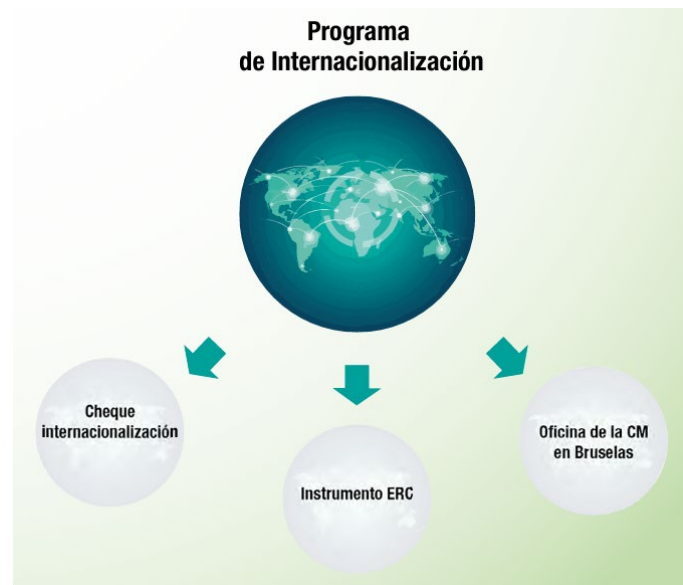 Programa
de Internacionalización
Cheque
internacionalización
Instrumento ERC
Oficina de la CM
en Bruselas